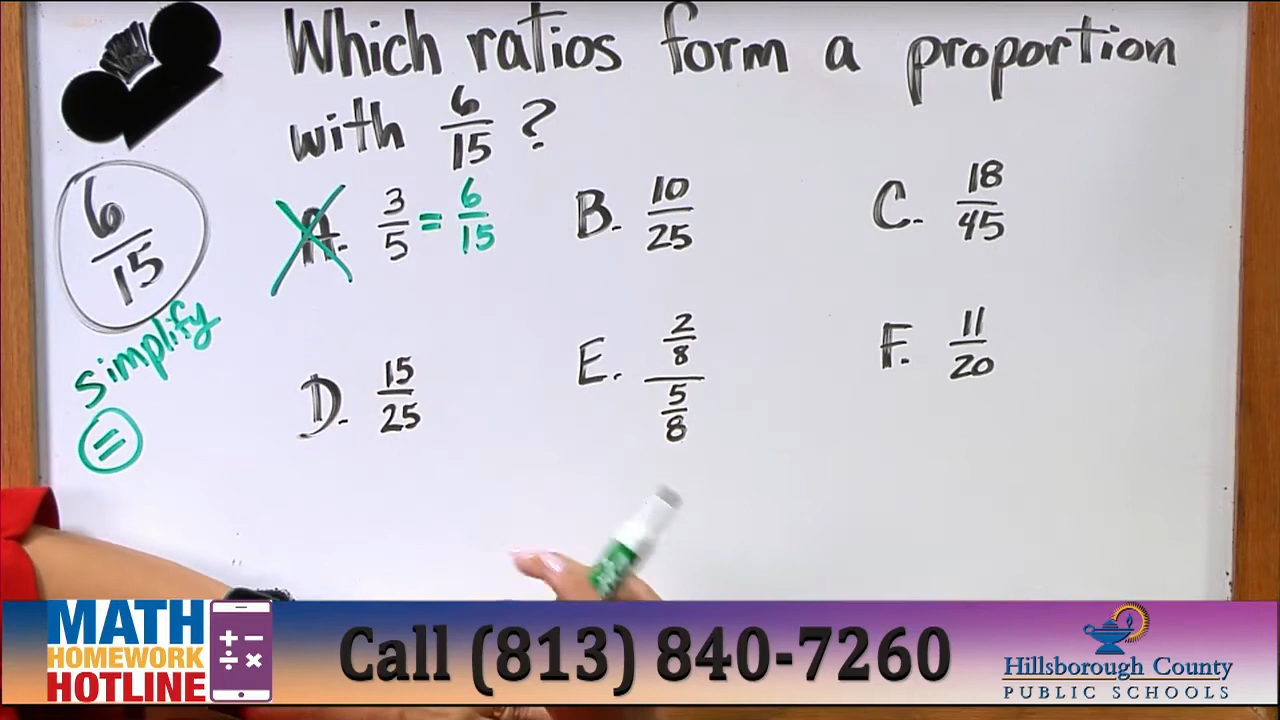 Which ratios form a proportion
with 6/15 ?
6/15
simplify
=
A. 3/5 = 6/15
B. 10/25
C. 18/45
D. 15/25
E. 2/8 / 5/8
F. 11/20
MATH
HOMEWORK
HOTLINE
+ −
÷ ×
Call (813) 840-7260
Hillsborough County
PUBLIC SCHOOLS